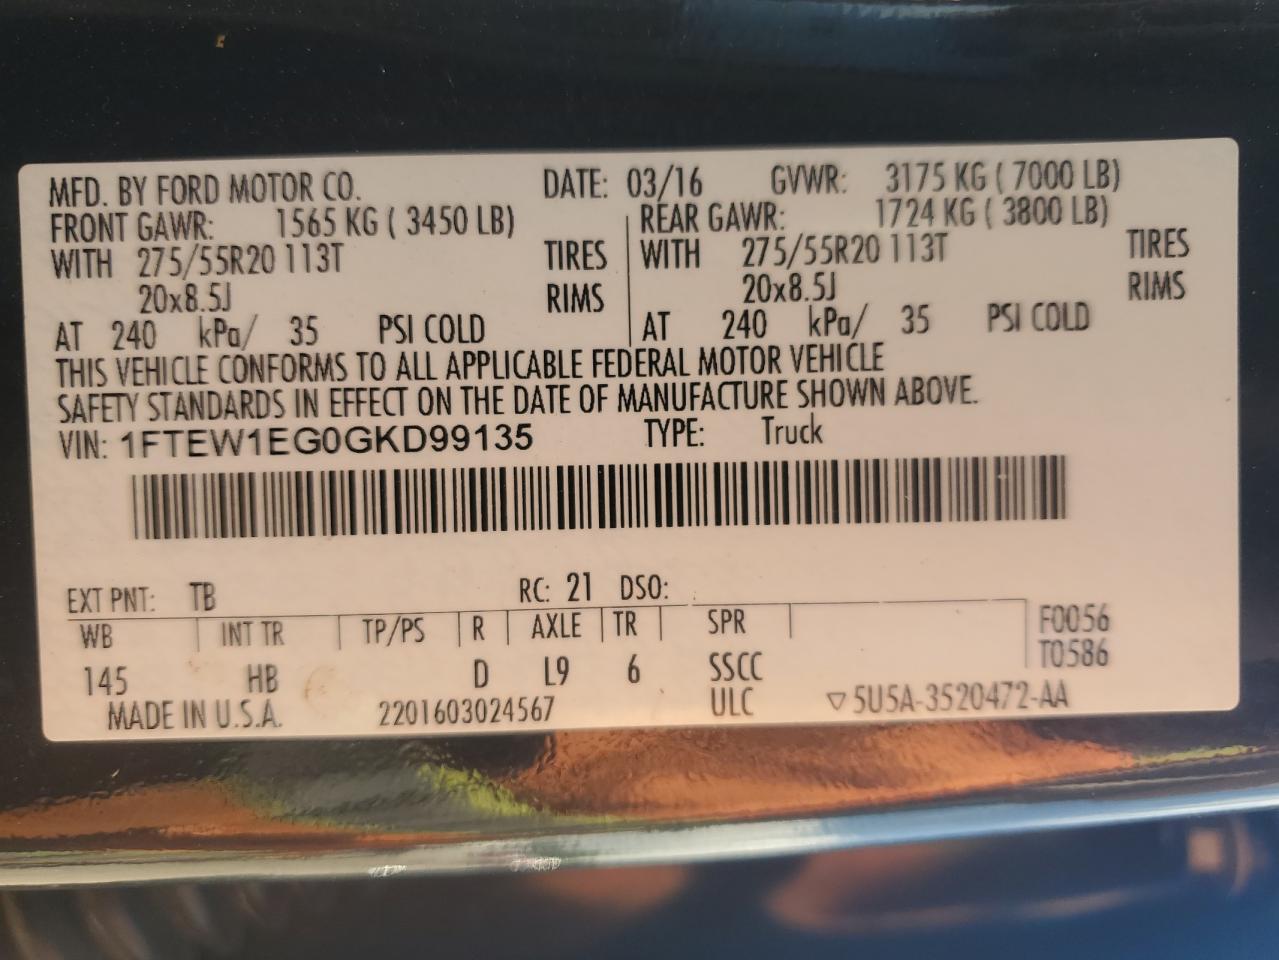 MFD. BY FORD MOTOR CO. DATE: 03/16 GVWR: 3175 KG ( 7000 LB)
FRONT GAWR: 1565 KG ( 3450 LB) REAR GAWR: 1724 KG ( 3800 LB)
WITH 275/55R20 113T TIRES WITH 275/55R20 113T TIRES
20x8.5J RIMS 20x8.5J RIMS
AT 240 kPa/ 35 PSI COLD AT 240 kPa/ 35 PSI COLD
THIS VEHICLE CONFORMS TO ALL APPLICABLE FEDERAL MOTOR VEHICLE
SAFETY STANDARDS IN EFFECT ON THE DATE OF MANUFACTURE SHOWN ABOVE.
VIN: 1FTEW1EG0GKD99135 TYPE: Truck
EXT PNT: TB RC: 21 DSO:
WB INT TR TP/PS R AXLE TR SPR F0056
145 HB D L9 6 SSCC T0586
MADE IN U.S.A. 2201603024567 ULC ▽5U5A-3520472-AA